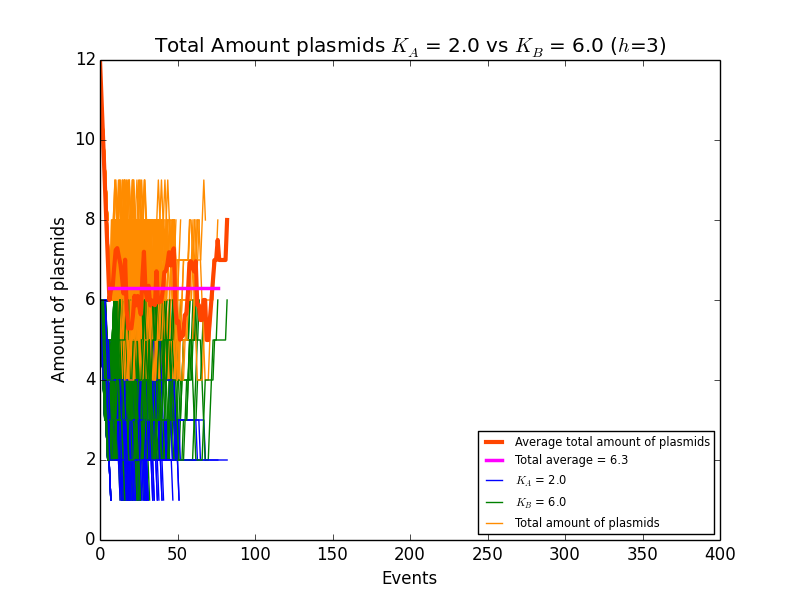 Total Amount plasmids K_A = 2.0 vs K_B = 6.0 (h=3)
12
10
8
6
4
2
0
Amount of plasmids
Average total amount of plasmids
Total average = 6.3
K_A = 2.0
K_B = 6.0
Total amount of plasmids
0 50 100 150 200 250 300 350 400
Events